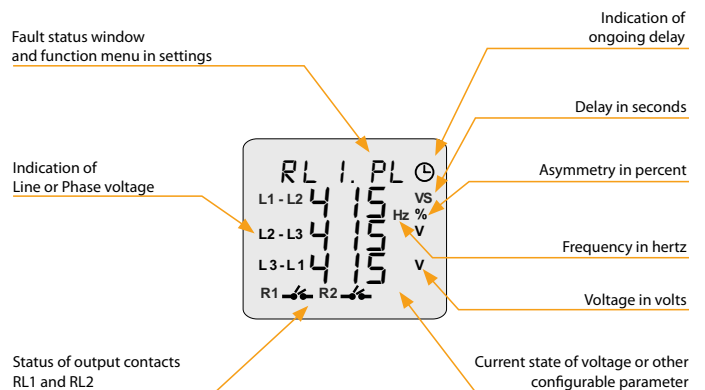 Fault status window
and function menu in settings
Indication of
ongoing delay
Delay in seconds
Indication of
Line or Phase voltage
Asymmetry in percent
RL 1. PL
L1 - L2 415 VS
Hz %
L2 - L3 415 V
L3 - L1 415 V
R1 R2
Frequency in hertz
Voltage in volts
Status of output contacts
RL1 and RL2
Current state of voltage or other
configurable parameter